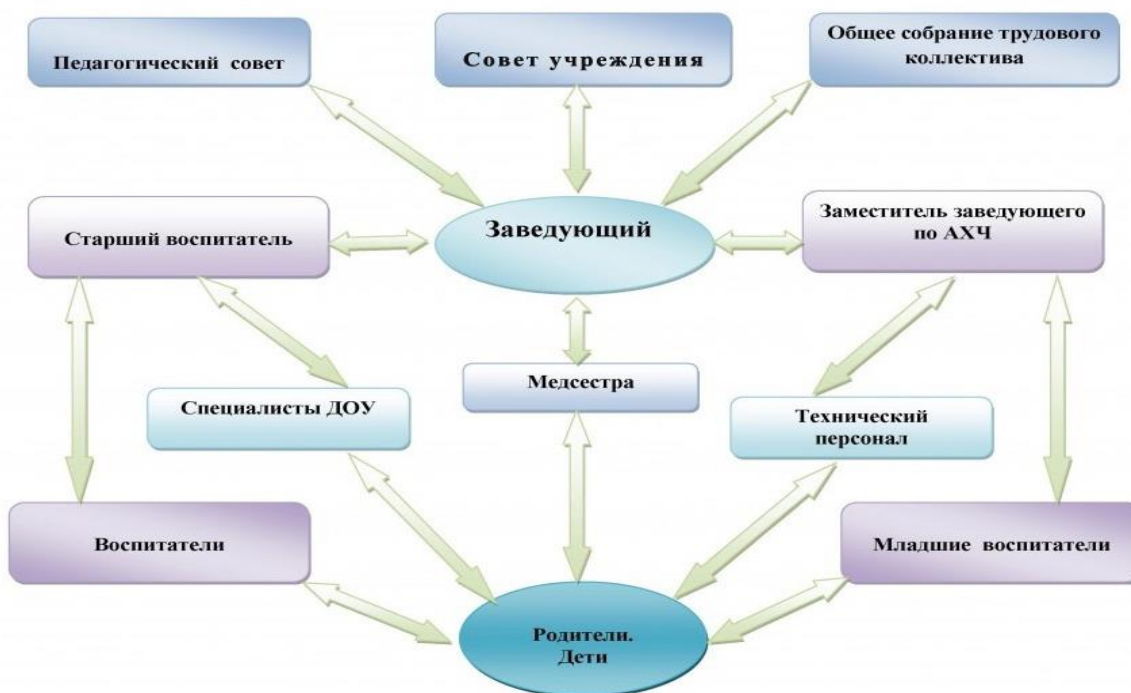 Педагогический совет
Совет учреждения
Общее собрание трудового
коллектива
Старший воспитатель
Заведующий
Заместитель заведующего
по АХЧ
Специалисты ДОУ
Медсестра
Технический
персонал
Воспитатели
Младшие воспитатели
Родители.
Дети